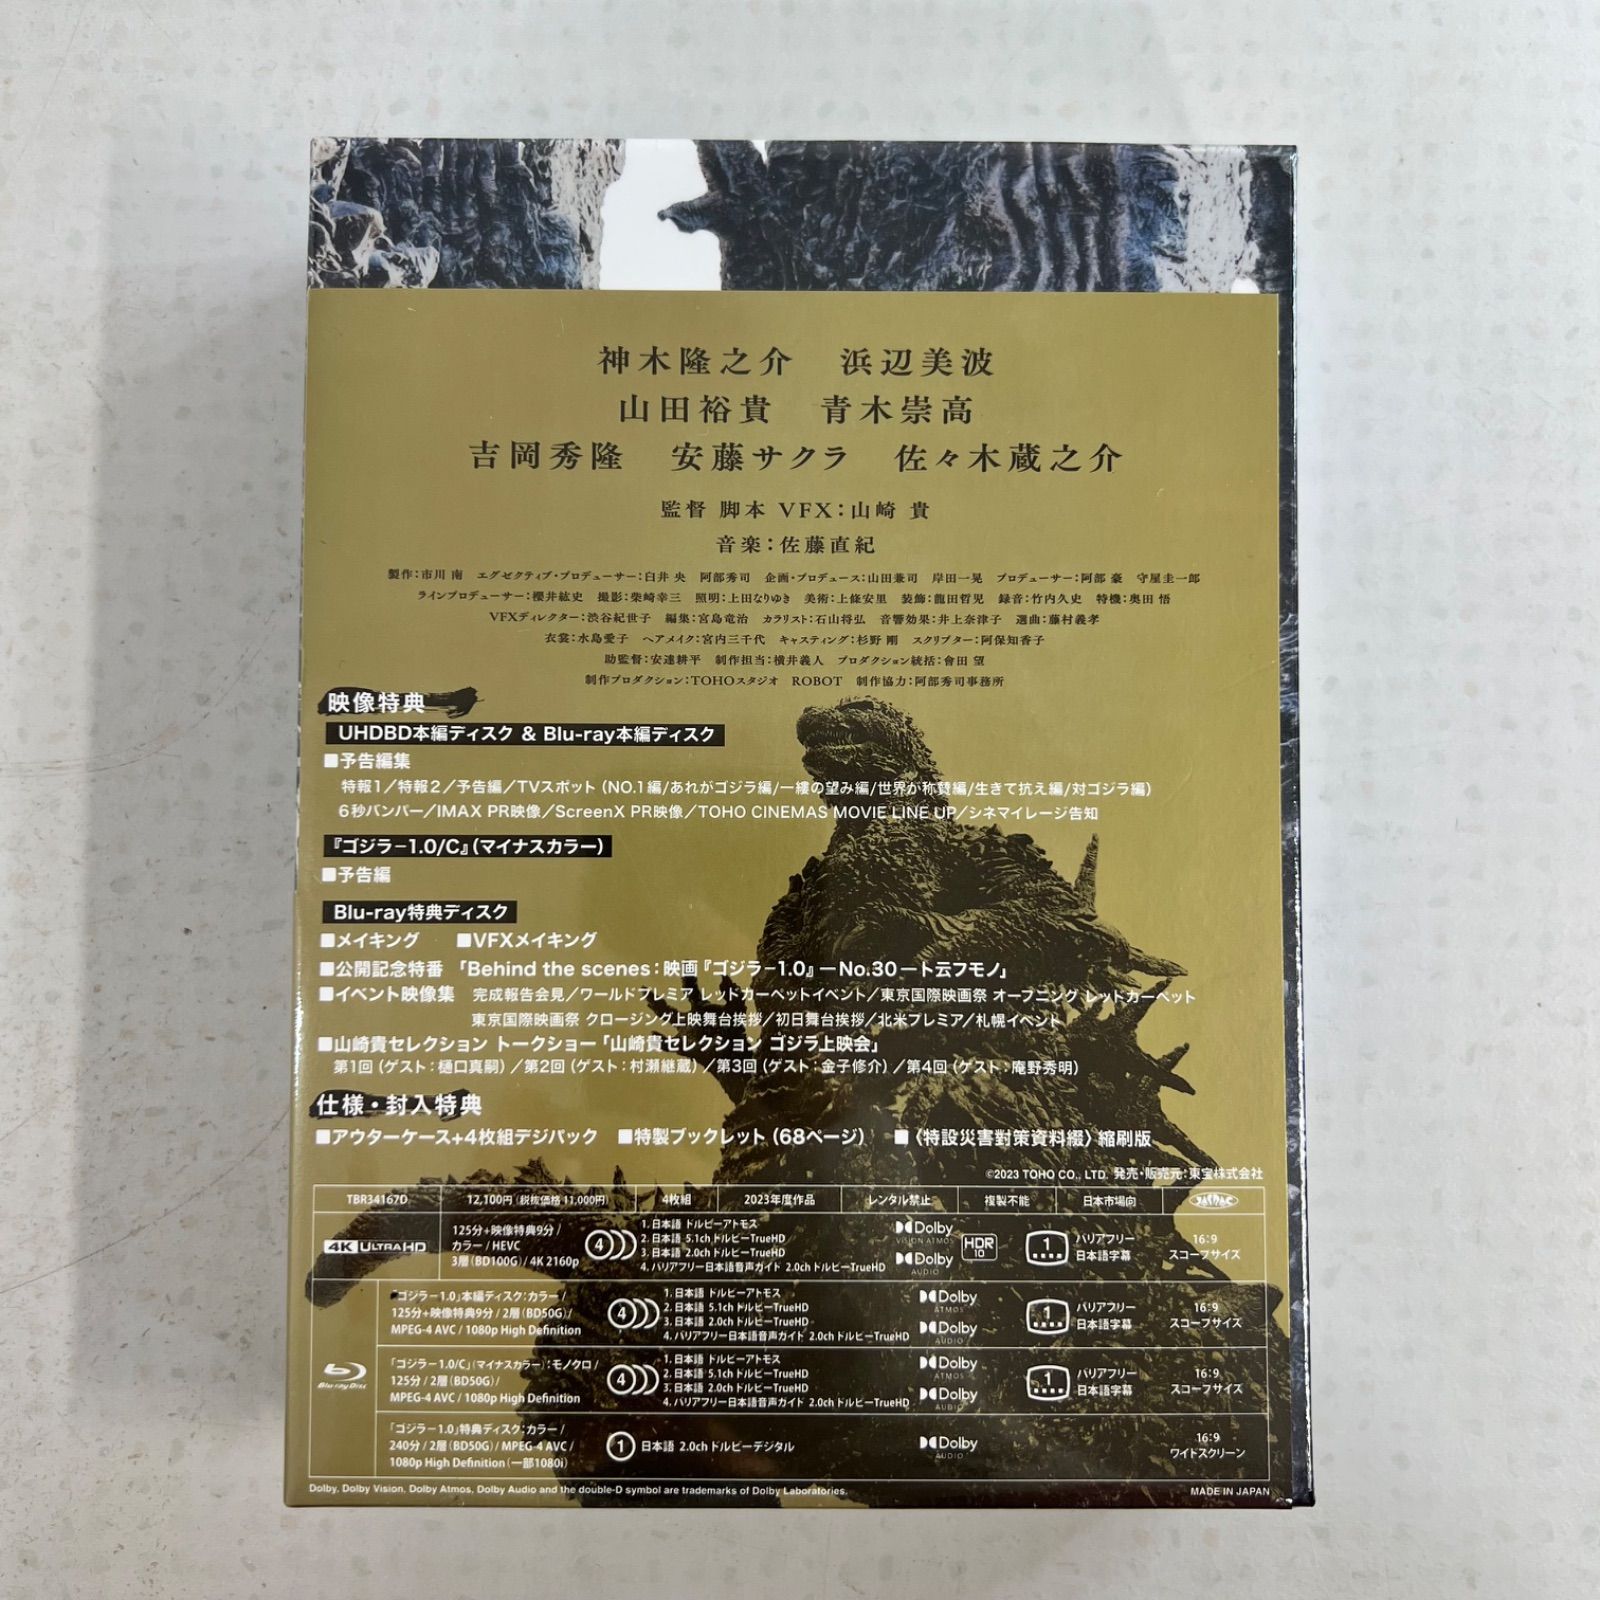 神木隆之介　浜辺美波
山田裕貴　青木崇高
吉岡秀隆　安藤サクラ　佐々木蔵之介
監督 脚本 VFX：山崎 貴
音楽：佐藤直紀
製作：市川 南　エグゼクティブ・プロデューサー：臼井 央　阿部秀司　企画・プロデュース：山田兼司　岸田一晃　プロデューサー：阿部 豪　守屋圭一郎
ラインプロデューサー：櫻井紘史　撮影：柴崎幸三　照明：上田なりゆき　美術：上條安里　装飾：龍田哲児　録音：竹内久史　特機：奥田 悟
VFXディレクター：渋谷紀世子　編集：宮島竜治　カラリスト：石山将弘　音響効果：井上奈津子　選曲：藤村義孝
衣裳：水島愛子　ヘアメイク：宮内三千代　キャスティング：杉野 剛　スクリプター：阿保知香子
助監督：安達耕平　制作担当：横井義人　プロダクション統括：會田 望
制作プロダクション：TOHOスタジオ　ROBOT　制作協力：阿部秀司事務所
映像特典
UHDBD本編ディスク & Blu-ray本編ディスク
■予告編集
特報1／特報2／予告編／TVスポット（NO.1編/あれがゴジラ編/一縷の望み編/世界が称賛編/生きて抗え編/対ゴジラ編）
6秒バンパー／IMAX PR映像／ScreenX PR映像／TOHO CINEMAS MOVIE LINE UP／シネマイレージ告知
『ゴジラ−1.0/C』（マイナスカラー）
■予告編
Blu-ray特典ディスク
■メイキング　■VFXメイキング
■公開記念特番　「Behind the scenes：映画『ゴジラ−1.0』—No.30—ト云フモノ」
■イベント映像集　完成報告会見／ワールドプレミア レッドカーペットイベント／東京国際映画祭 オープニング レッドカーペット
東京国際映画祭 クロージング上映舞台挨拶／初日舞台挨拶／北米プレミア／札幌イベント
■山崎貴セレクション トークショー「山崎貴セレクション ゴジラ上映会」
第1回（ゲスト：樋口真嗣）／第2回（ゲスト：村瀬継蔵）／第3回（ゲスト：金子修介）／第4回（ゲスト：庵野秀明）
仕様・封入特典
■アウターケース+4枚組デジパック　■特製ブックレット（68ページ）　■〈特設災害對策資料綴〉縮刷版
©2023 TOHO CO., LTD. 発売・販売元：東宝株式会社
TBR34167D　12,100円（税抜価格 11,000円）　4枚組　2023年度作品　レンタル禁止　複製不能　日本市場向
4K ULTRA HD
125分+映像特典9分 /
カラー / HEVC
3層（BD100G）/ 4K 2160p
4
1. 日本語 ドルビーアトモス
2. 日本語 5.1ch ドルビーTrueHD
3. 日本語 2.0ch ドルビーTrueHD
4. バリアフリー日本語音声ガイド 2.0ch ドルビーTrueHD
Dolby
VISION ATMOS
Dolby
AUDIO
HDR
10
1
バリアフリー
日本語字幕
16:9
スコープサイズ
Blu-ray Disc
「ゴジラ−1.0」本編ディスク：カラー /
125分+映像特典9分 / 2層（BD50G）/
MPEG-4 AVC / 1080p High Definition
4
1. 日本語 ドルビーアトモス
2. 日本語 5.1ch ドルビーTrueHD
3. 日本語 2.0ch ドルビーTrueHD
4. バリアフリー日本語音声ガイド 2.0ch ドルビーTrueHD
Dolby
ATMOS
Dolby
AUDIO
1
バリアフリー
日本語字幕
16:9
スコープサイズ
「ゴジラ−1.0/C」（マイナスカラー）：モノクロ /
125分 / 2層（BD50G）/
MPEG-4 AVC / 1080p High Definition
4
1. 日本語 ドルビーアトモス
2. 日本語 5.1ch ドルビーTrueHD
3. 日本語 2.0ch ドルビーTrueHD
4. バリアフリー日本語音声ガイド 2.0ch ドルビーTrueHD
Dolby
ATMOS
Dolby
AUDIO
1
バリアフリー
日本語字幕
16:9
スコープサイズ
「ゴジラ−1.0」特典ディスク：カラー /
240分 / 2層（BD50G）/ MPEG-4 AVC /
1080p High Definition（一部1080i）
1
日本語 2.0ch ドルビーデジタル
Dolby
AUDIO
16:9
ワイドスクリーン
Dolby, Dolby Vision, Dolby Atmos, Dolby Audio and the double-D symbol are trademarks of Dolby Laboratories.
MADE IN JAPAN